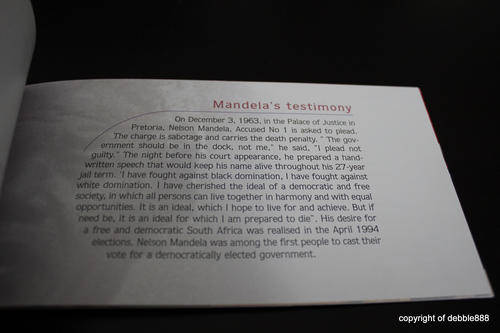 Mandela's testimony
On December 3, 1963, in the Palace of Justice in
Pretoria, Nelson Mandela, Accused No 1 is asked to plead.
The charge is sabotage and carries the death penalty. " The gov-
ernment should be in the dock, not me," he said, "I plead not
guilty." The night before his court appearance, he prepared a hand-
written speech that would keep his name alive throughout his 27-year
jail term. 'I have fought against black domination, I have fought against
white domination. I have cherished the ideal of a democratic and free
society, in which all persons can live together in harmony and with equal
opportunities. It is an ideal, which I hope to live for and achieve. But if
need be, it is an ideal for which I am prepared to die". His desire for
a free and democratic South Africa was realised in the April 1994
elections. Nelson Mandela was among the first people to cast their
vote for a democratically elected government.
copyright of debble888